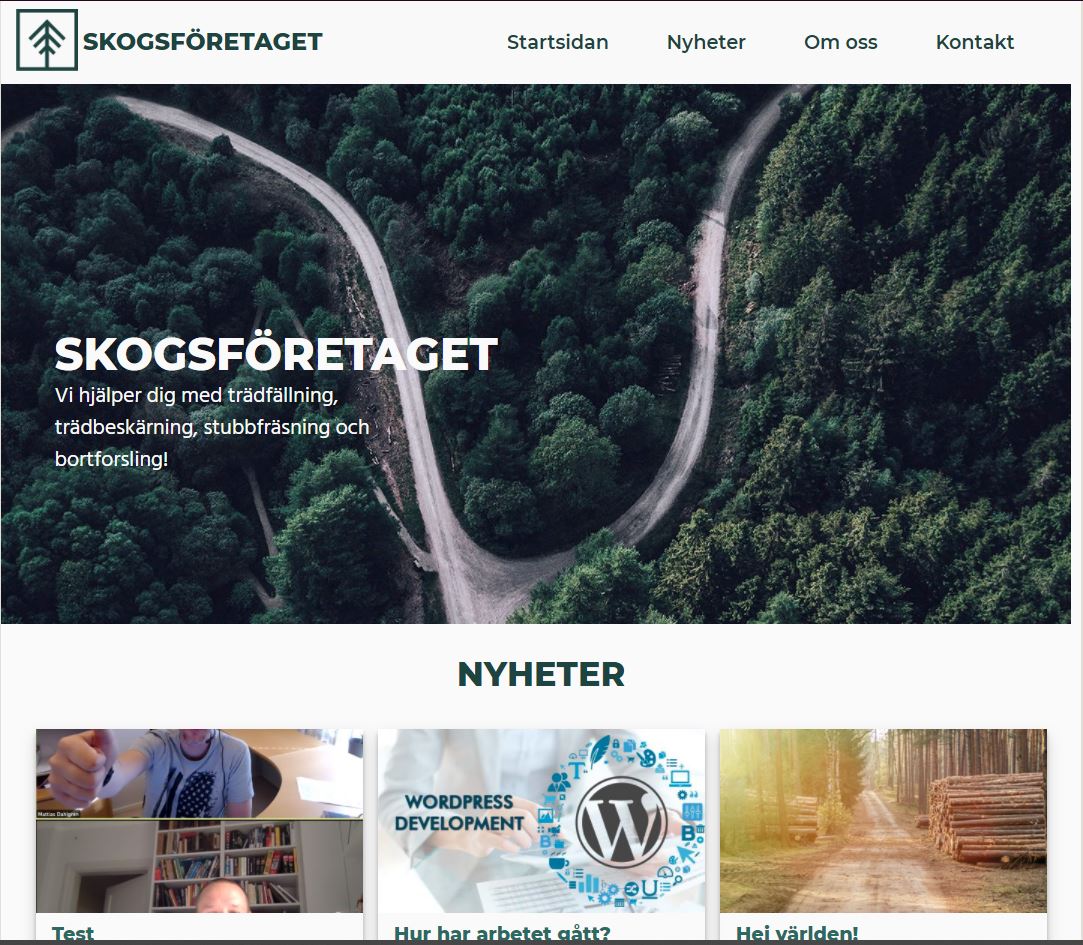 SKOGSFÖRETAGET
Startsidan
Nyheter
Om oss
Kontakt
SKOGSFÖRETAGET
Vi hjälper dig med trädfällning,
trädbeskärning, stubbfräsning och
bortforsling!
NYHETER
Mattias Dahlgren
WORDPRESS
DEVELOPMENT
Test
Hur har arbetet gått?
Hej världen!